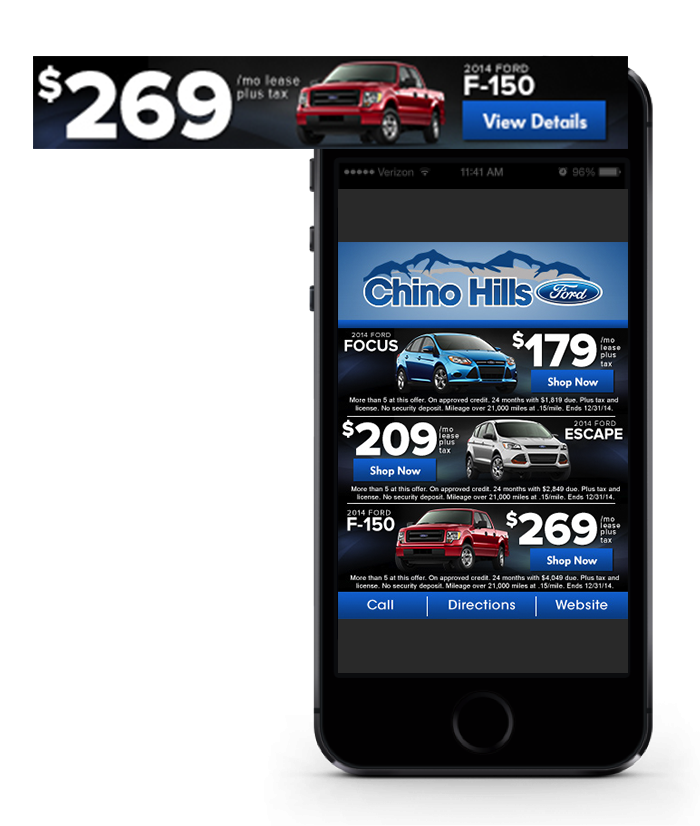 $269 /mo lease
plus tax
2014 FORD
F-150
View Details
Verizon 11:41 AM 96%
Chino Hills Ford
2014 FORD
FOCUS
$179 /mo
lease
plus
tax
Shop Now
More than 5 at this offer. On approved credit. 24 months with $1,819 due. Plus tax and
license. No security deposit. Mileage over 21,000 miles at .15/mile. Ends 12/31/14.
$209 /mo
lease
plus
tax
Shop Now
2014 FORD
ESCAPE
More than 5 at this offer. On approved credit. 24 months with $2,849 due. Plus tax and
license. No security deposit. Mileage over 21,000 miles at .15/mile. Ends 12/31/14.
2014 FORD
F-150
$269 /mo
lease
plus
tax
Shop Now
More than 5 at this offer. On approved credit. 24 months with $4,049 due. Plus tax and
license. No security deposit. Mileage over 21,000 miles at .15/mile. Ends 12/31/14.
Call Directions Website